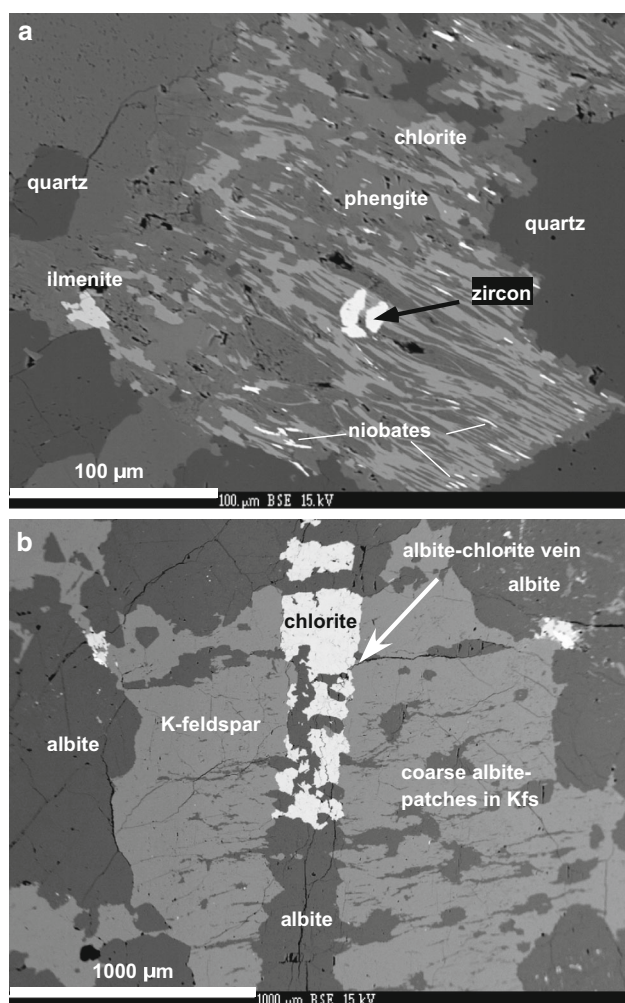 a
chlorite
quartz
phengite
quartz
ilmenite
zircon
niobates
100 µm
100.µm BSE 15.kV
b
albite-chlorite vein
albite
chlorite
K-feldspar
albite
coarse albite-
patches in Kfs
albite
1000 µm
1000 µm BSE 15.kV